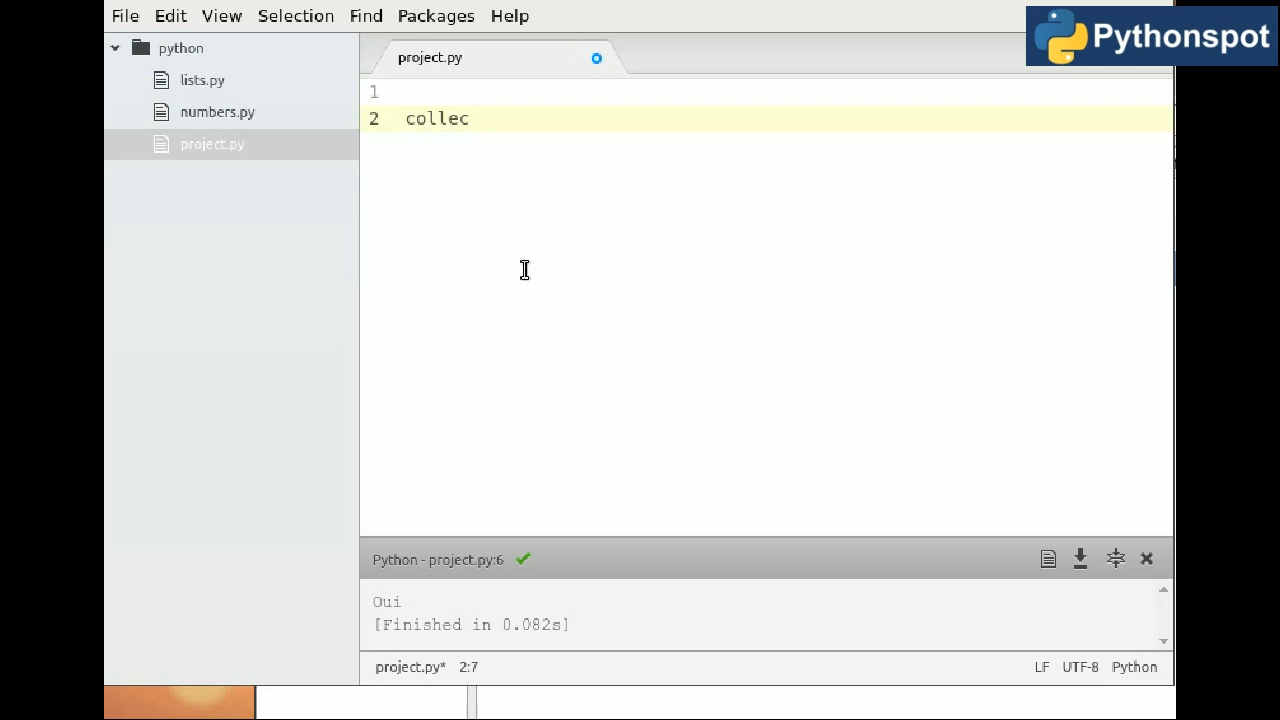 File Edit View Selection Find Packages Help
Pythonspot
python
lists.py
numbers.py
project.py
project.py
1
2 collec
Python - project.py:6
Oui
[Finished in 0.082s]
project.py* 2:7 LF UTF-8 Python